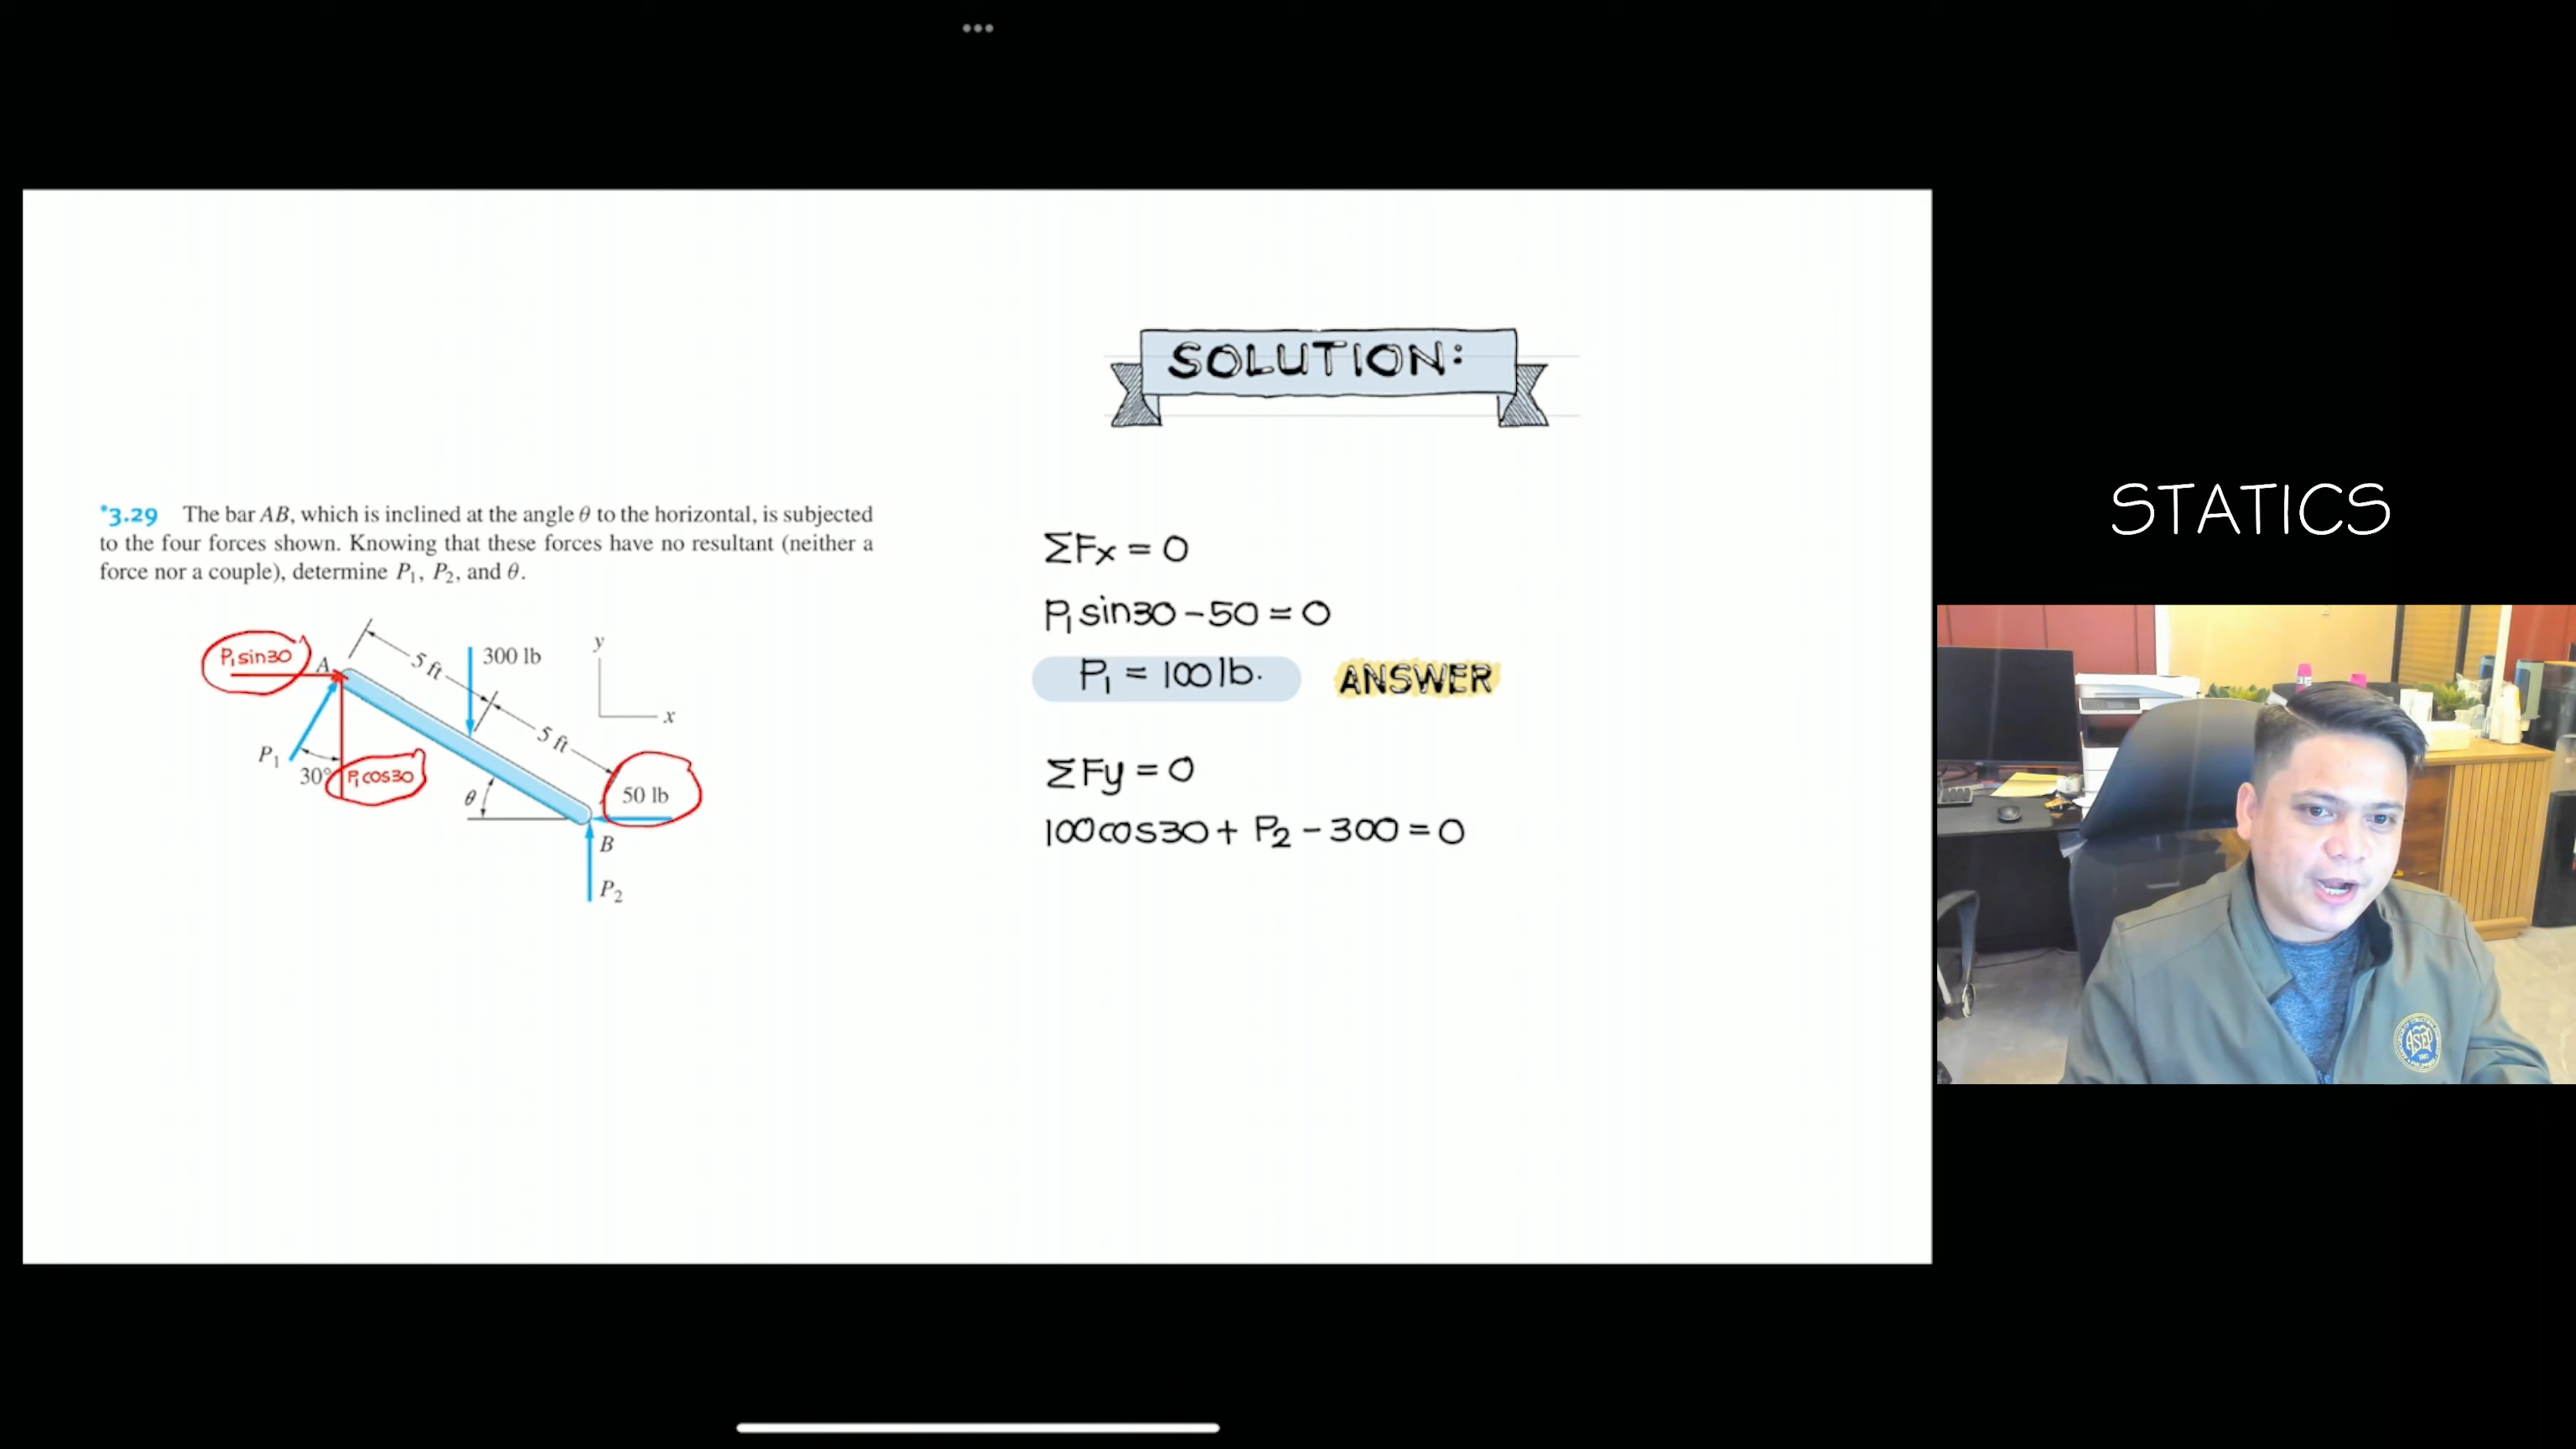 •••
SOLUTION:
*3.29 The bar AB, which is inclined at the angle θ to the horizontal, is subjected
to the four forces shown. Knowing that these forces have no resultant (neither a
force nor a couple), determine P₁, P₂, and θ.
P₁sin30
A
5 ft
300 lb
y
x
5 ft
P₁
30°
P₁cos30
θ
50 lb
B
P₂
ΣFx = 0
P₁sin30 - 50 = 0
P₁ = 100 lb.
ANSWER
ΣFy = 0
100cos30 + P₂ - 300 = 0
STATICS
ASEP